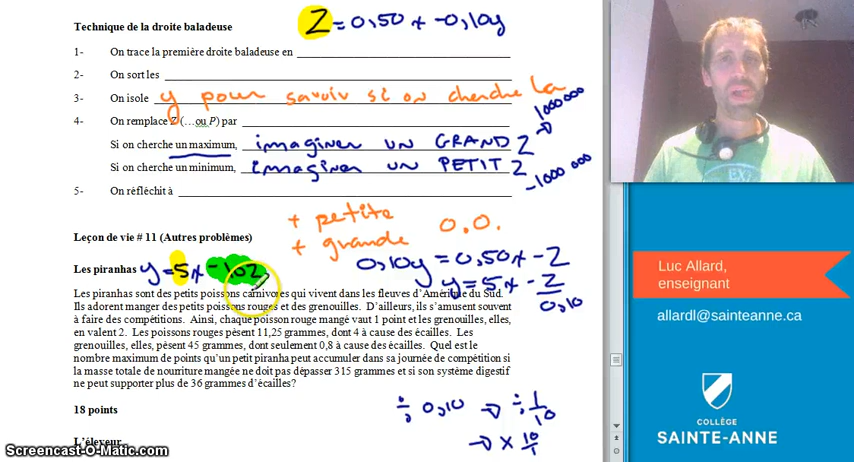 Technique de la droite baladeuse
Z = 0,50x - 0,10y
1- On trace la première droite baladeuse en
2- On sort les
3- On isole y pour savoir si on cherche la
4- On remplace Z (…ou P) par
1000 000
Si on cherche un maximum, imaginer UN GRAND Z
Si on cherche un minimum, imaginer UN PETIT Z
-1000 000
5- On réfléchit à
+ petite
+ grande
O.O.
Leçon de vie # 11 (Autres problèmes)
0,10y = 0,50x - Z
Les piranhas
y = 5x - 10Z
y = 5x - Z
0,10
Les piranhas sont des petits poissons carnivores qui vivent dans les fleuves d'Amérique du Sud.
Ils adorent manger des petits poissons rouges et des grenouilles. D'ailleurs, ils s'amusent souvent
à faire des compétitions. Ainsi, chaque poisson rouge mangé vaut 1 point et les grenouilles, elles,
en valent 2. Les poissons rouges pèsent 11,25 grammes, dont 4 à cause des écailles. Les
grenouilles, elles, pèsent 45 grammes, dont seulement 0,8 à cause des écailles. Quel est le
nombre maximum de points qu'un petit piranha peut accumuler dans sa journée de compétition si
la masse totale de nourriture mangée ne doit pas dépasser 315 grammes et si son système digestif
ne peut supporter plus de 36 grammes d'écailles?
18 points
÷ 0,10 → ÷ 1/10
→ × 10/1
L'éleveur
Screencast-O-Matic.com
Luc Allard,
enseignant
allardl@sainteanne.ca
COLLÈGE
SAINTE-ANNE